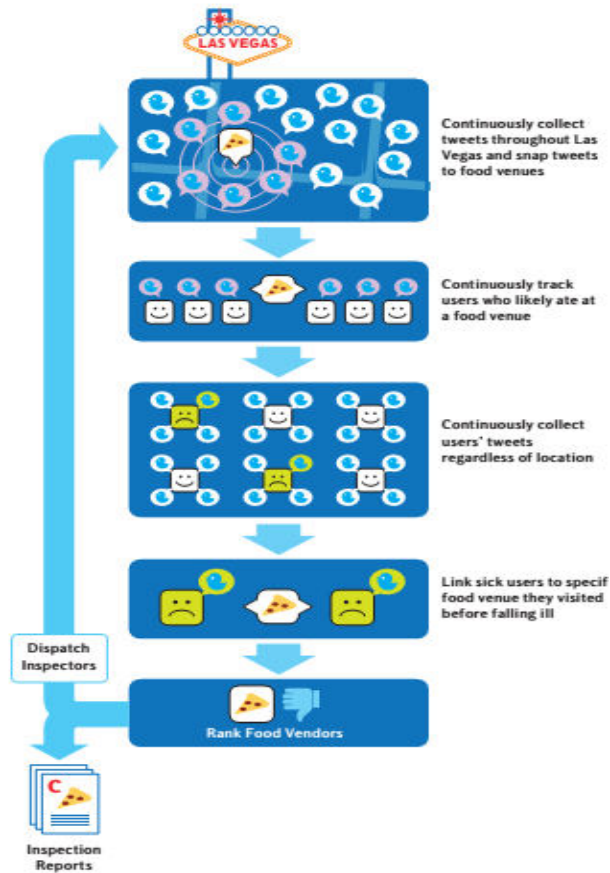 LAS VEGAS
Continuously collect
tweets throughout Las
Vegas and snap tweets
to food venues
Continuously track
users who likely ate at
a food venue
Continuously collect
users' tweets
regardless of location
Link sick users to specif
food venue they visited
before falling ill
Dispatch
Inspectors
Rank Food Vendors
C
Inspection
Reports